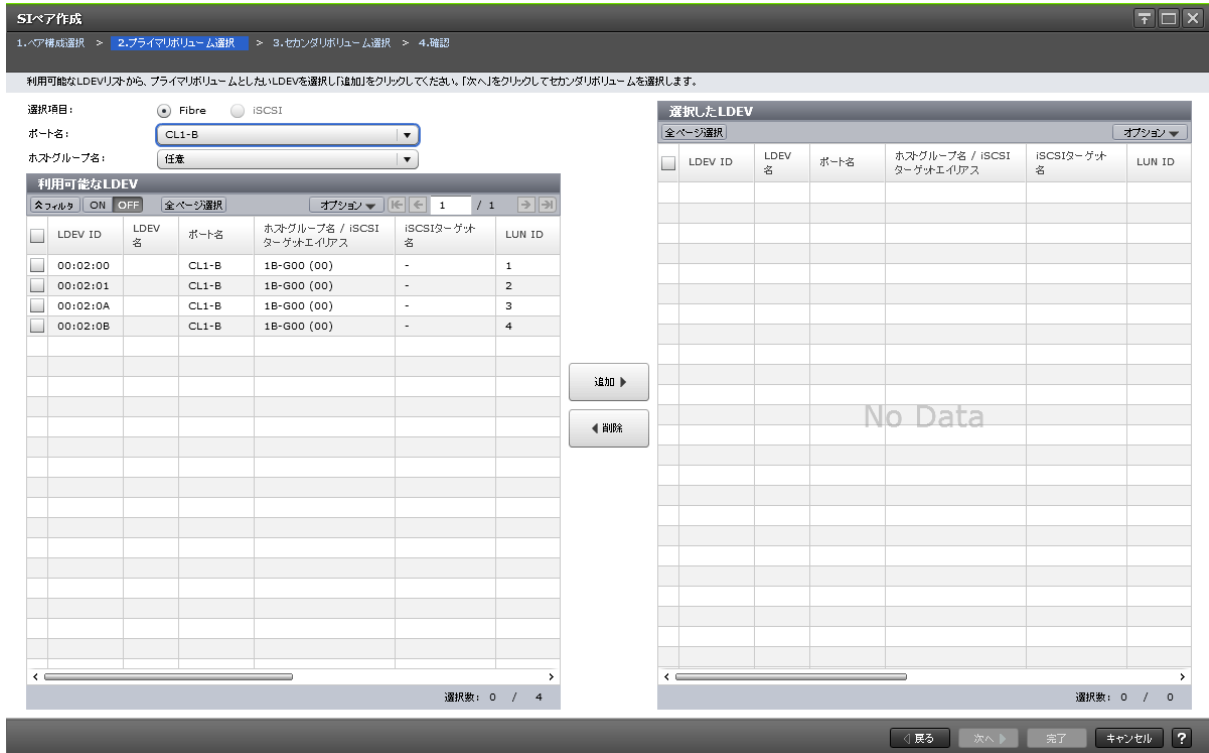 SIペア作成
1.ペア構成選択 > 2.プライマリボリューム選択 > 3.セカンダリボリューム選択 > 4.確認
利用可能なLDEVリストから、プライマリボリュームとしたいLDEVを選択し「追加」をクリックしてください。「次へ」をクリックしてセカンダリボリュームを選択します。
選択項目: Fibre iSCSI
ポート名: CL1-B
ホストグループ名: 任意
利用可能なLDEV
フィルタ ON OFF 全ページ選択 オプション 1 / 1
LDEV ID LDEV名 ポート名 ホストグループ名 / iSCSIターゲットエイリアス iSCSIターゲット名 LUN ID
00:02:00 CL1-B 1B-G00 (00) - 1
00:02:01 CL1-B 1B-G00 (00) - 2
00:02:0A CL1-B 1B-G00 (00) - 3
00:02:0B CL1-B 1B-G00 (00) - 4
選択数: 0 / 4
追加
削除
選択したLDEV
全ページ選択 オプション
LDEV ID LDEV名 ポート名 ホストグループ名 / iSCSIターゲットエイリアス iSCSIターゲット名 LUN ID
No Data
選択数: 0 / 0
戻る 次へ 完了 キャンセル ?